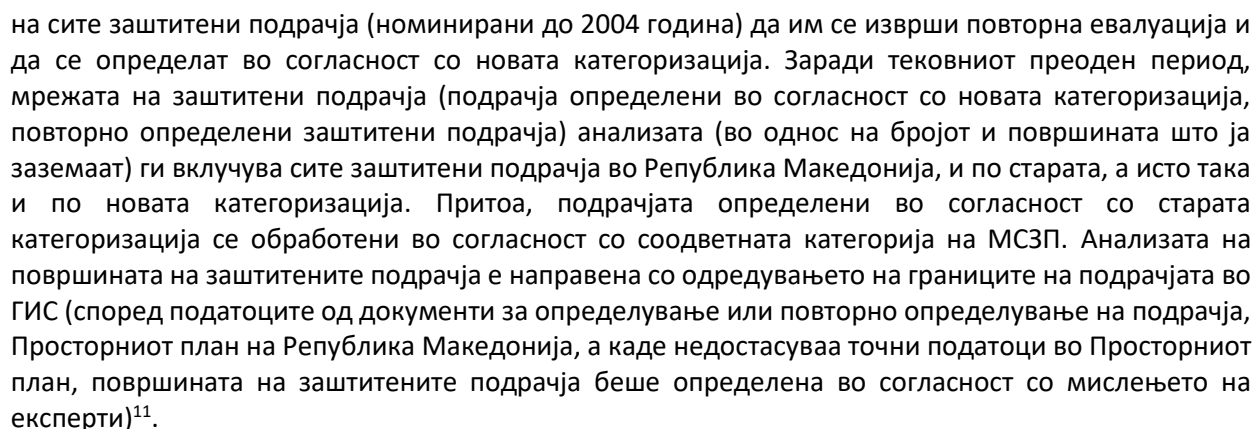 на сите заштитени подрачја (номинирани до 2004 година) да им се изврши повторна евалуација и
да се определат во согласност со новата категоризација. Заради тековниот преоден период,
мрежата на заштитени подрачја (подрачја определени во согласност со новата категоризација,
повторно определени заштитени подрачја) анализата (во однос на бројот и површината што ја
заземаат) ги вклучува сите заштитени подрачја во Република Македонија, и по старата, а исто така
и по новата категоризација. Притоа, подрачјата определени во согласност со старата
категоризација се обработени во согласност со соодветната категорија на МСЗП. Анализата на
површината на заштитените подрачја е направена со одредувањето на границите на подрачјата во
ГИС (според податоците од документи за определување или повторно определување на подрачја,
Просторниот план на Република Македонија, а каде недостасуваа точни податоци во Просторниот
план, површината на заштитените подрачја беше определена во согласност со мислењето на
експерти)¹¹.